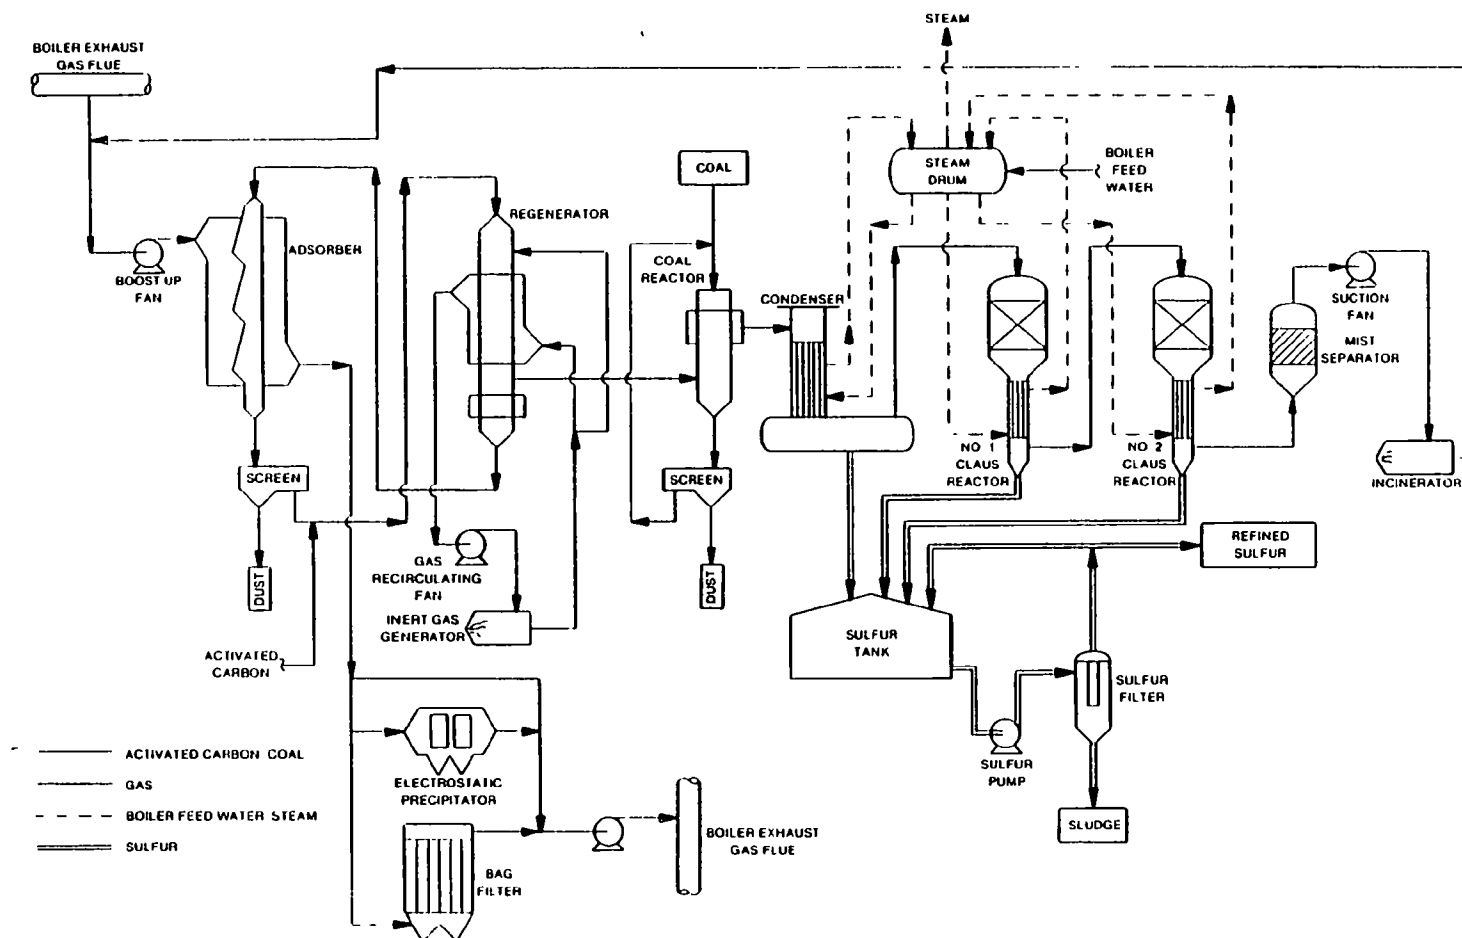 STEAM
BOILER EXHAUST
GAS FLUE
COAL
STEAM
DRUM
BOILER
FEED
WATER
REGENERATOR
ADSORBER
BOOST UP
FAN
COAL
REACTOR
CONDENSER
SUCTION
FAN
MIST
SEPARATOR
NO 1
CLAUS
REACTOR
NO 2
CLAUS
REACTOR
INCINERATOR
SCREEN
SCREEN
DUST
DUST
GAS
RECIRCULATING
FAN
INERT GAS
GENERATOR
REFINED
SULFUR
SULFUR
TANK
ACTIVATED
CARBON
SULFUR
FILTER
SULFUR
PUMP
SLUDGE
ELECTROSTATIC
PRECIPITATOR
BAG
FILTER
BOILER EXHAUST
GAS FLUE
ACTIVATED CARBON COAL
GAS
BOILER FEED WATER STEAM
SULFUR